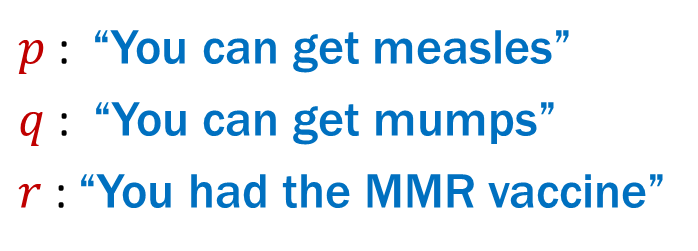 p : “You can get measles”
q : “You can get mumps”
r : “You had the MMR vaccine”